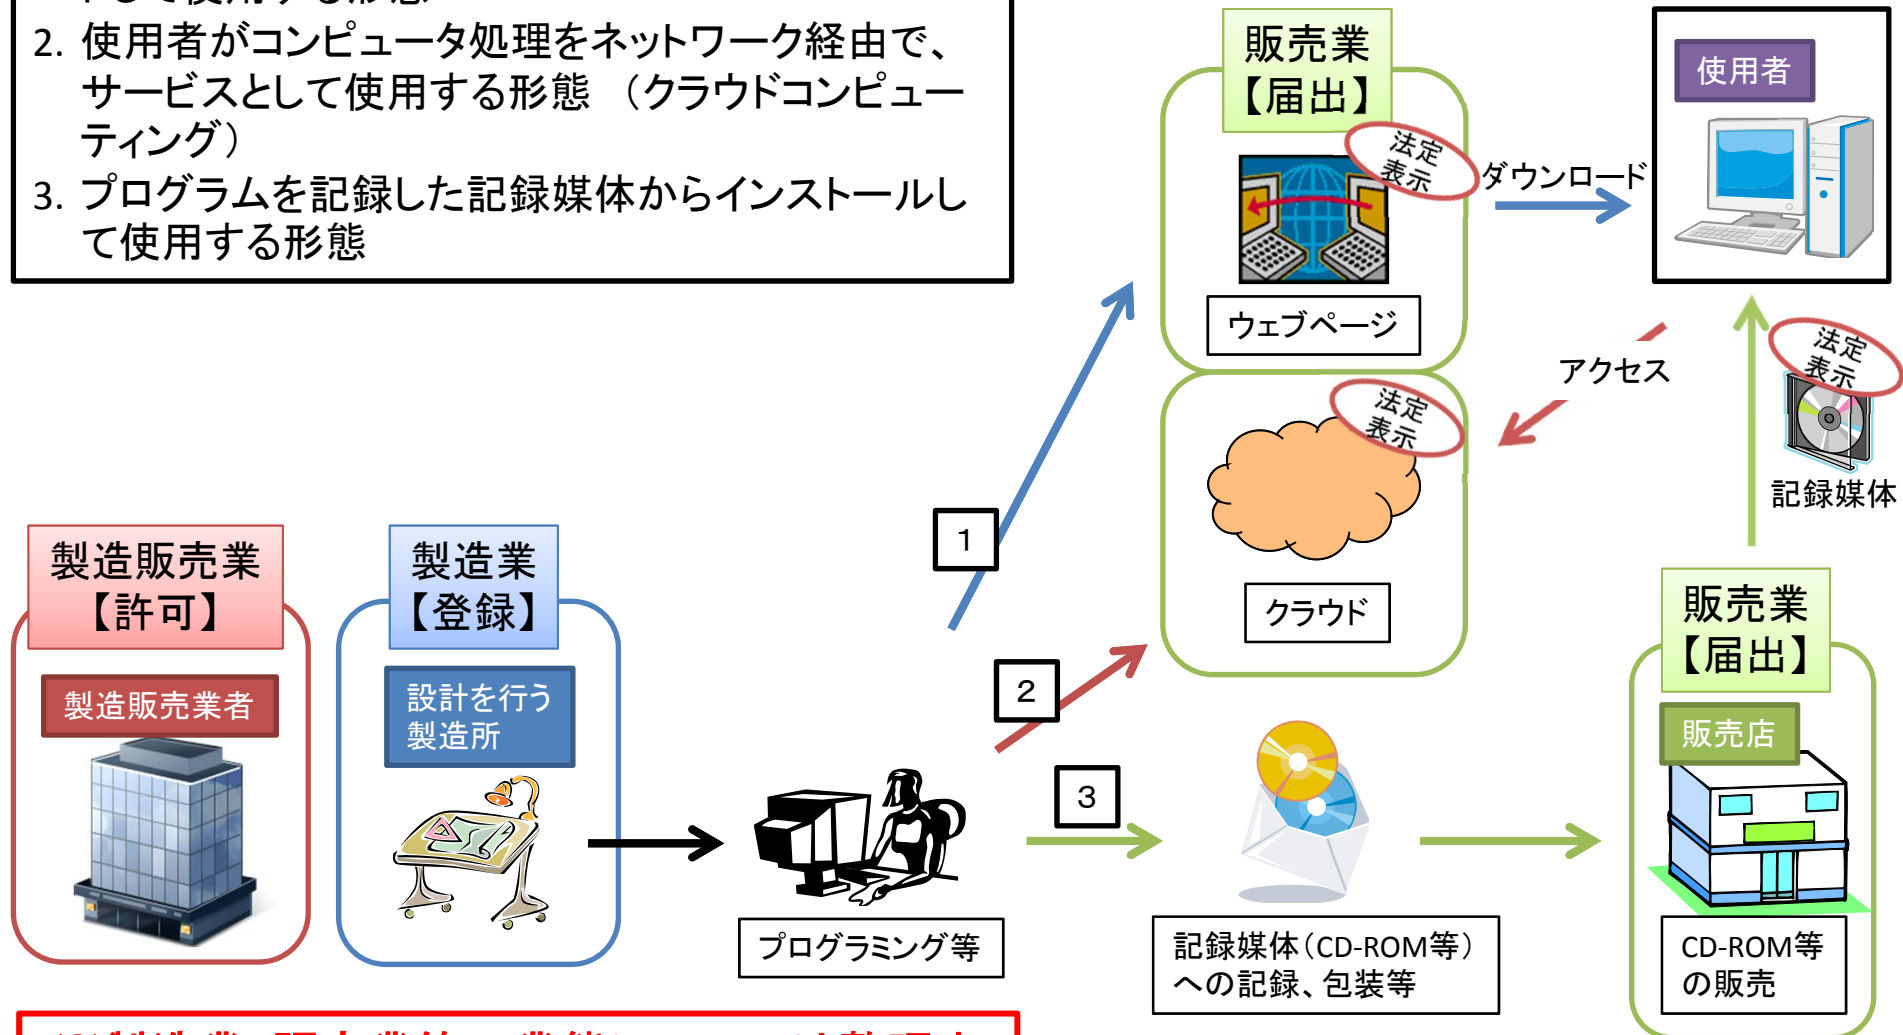 2. 使用者がコンピュータ処理をネットワーク経由で、
サービスとして使用する形態 （クラウドコンピュー
ティング）
3. プログラムを記録した記録媒体からインストールし
て使用する形態
販売業
【届出】
法定
表示
ウェブページ
ダウンロード
使用者
アクセス
法定
表示
記録媒体
法定
表示
クラウド
1
2
3
製造販売業
【許可】
製造販売業者
製造業
【登録】
設計を行う
製造所
プログラミング等
記録媒体（CD-ROM等）
への記録、包装等
販売業
【届出】
販売店
CD-ROM等
の販売